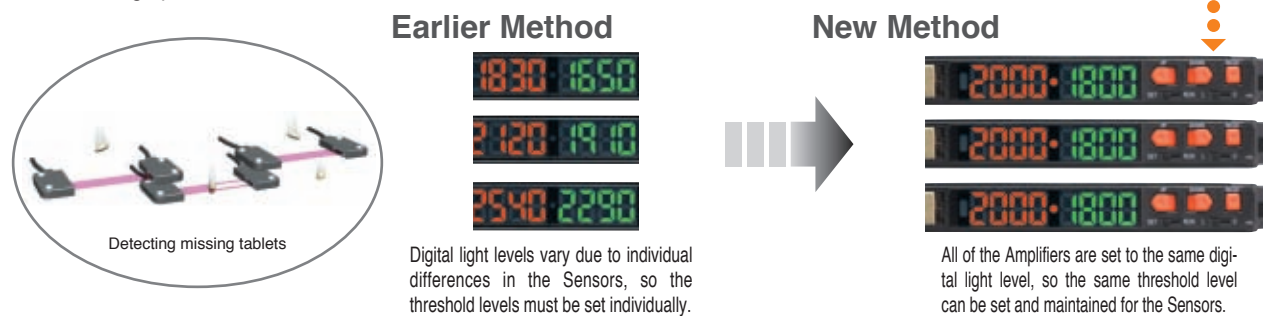 Earlier Method
New Method
1830 1650
2120 1910
2540 2290
2000 1800
2000 1800
2000 1800
Detecting missing tablets
Digital light levels vary due to individual
differences in the Sensors, so the
threshold levels must be set individually.
All of the Amplifiers are set to the same digi-
tal light level, so the same threshold level
can be set and maintained for the Sensors.